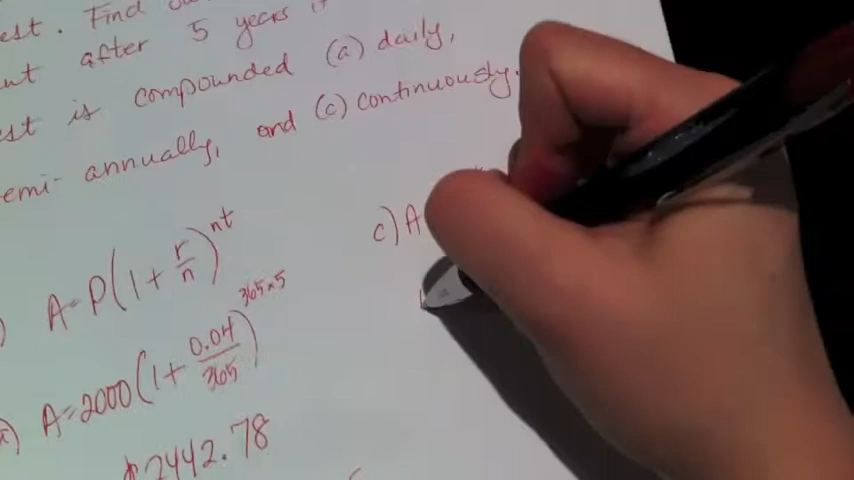 est. Find
after 5 years if
est is compounded (a) daily,
emi-annually, and (c) continuously.
A=P(1+r/n)^nt
c) A
A=2000(1+0.04/365)^365×5
$2442.78